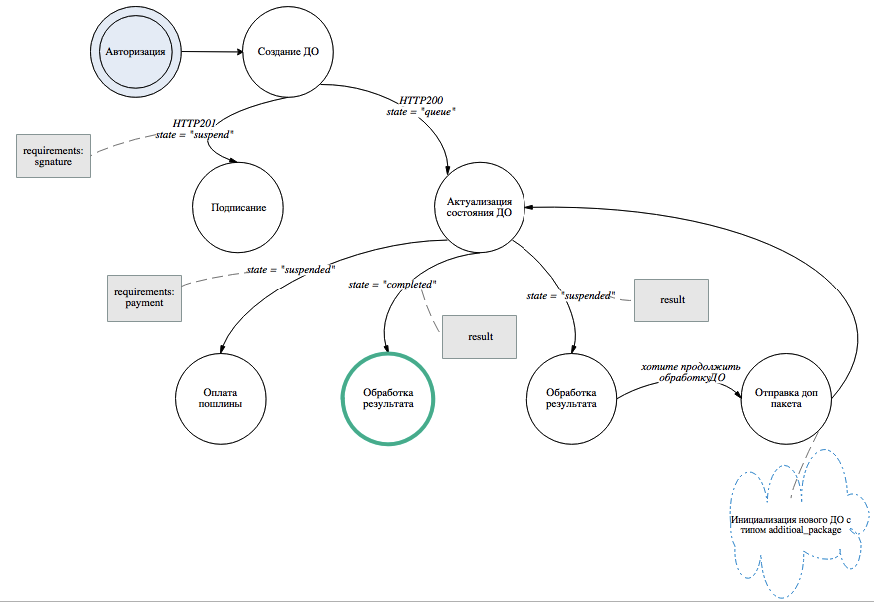 Авторизация
Создание ДО
HTTP201
state = "suspend"
HTTP200
state = "queue"
requirements:
sgnature
Подписание
Актуализация
состояния ДО
state = "suspended"
requirements:
payment
state = "completed"
result
state = "suspended"
result
Оплата
пошлины
Обработка
результата
Обработка
результата
хотите продолжить
обработкуДО
Отправка доп
пакета
Инициализация нового ДО с
типом additioal_package